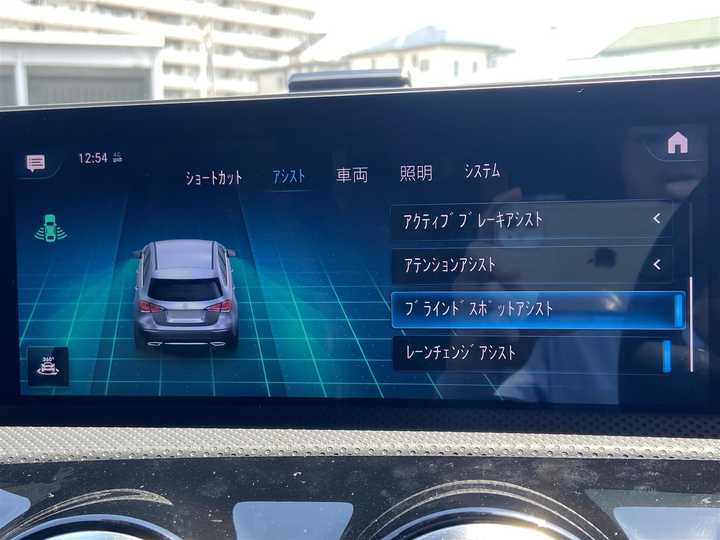 12:54
ショートカット アシスト 車両 照明 システム
アクティブブレーキアシスト
アテンションアシスト
ブラインドスポットアシスト
レーンチェンジアシスト
360°